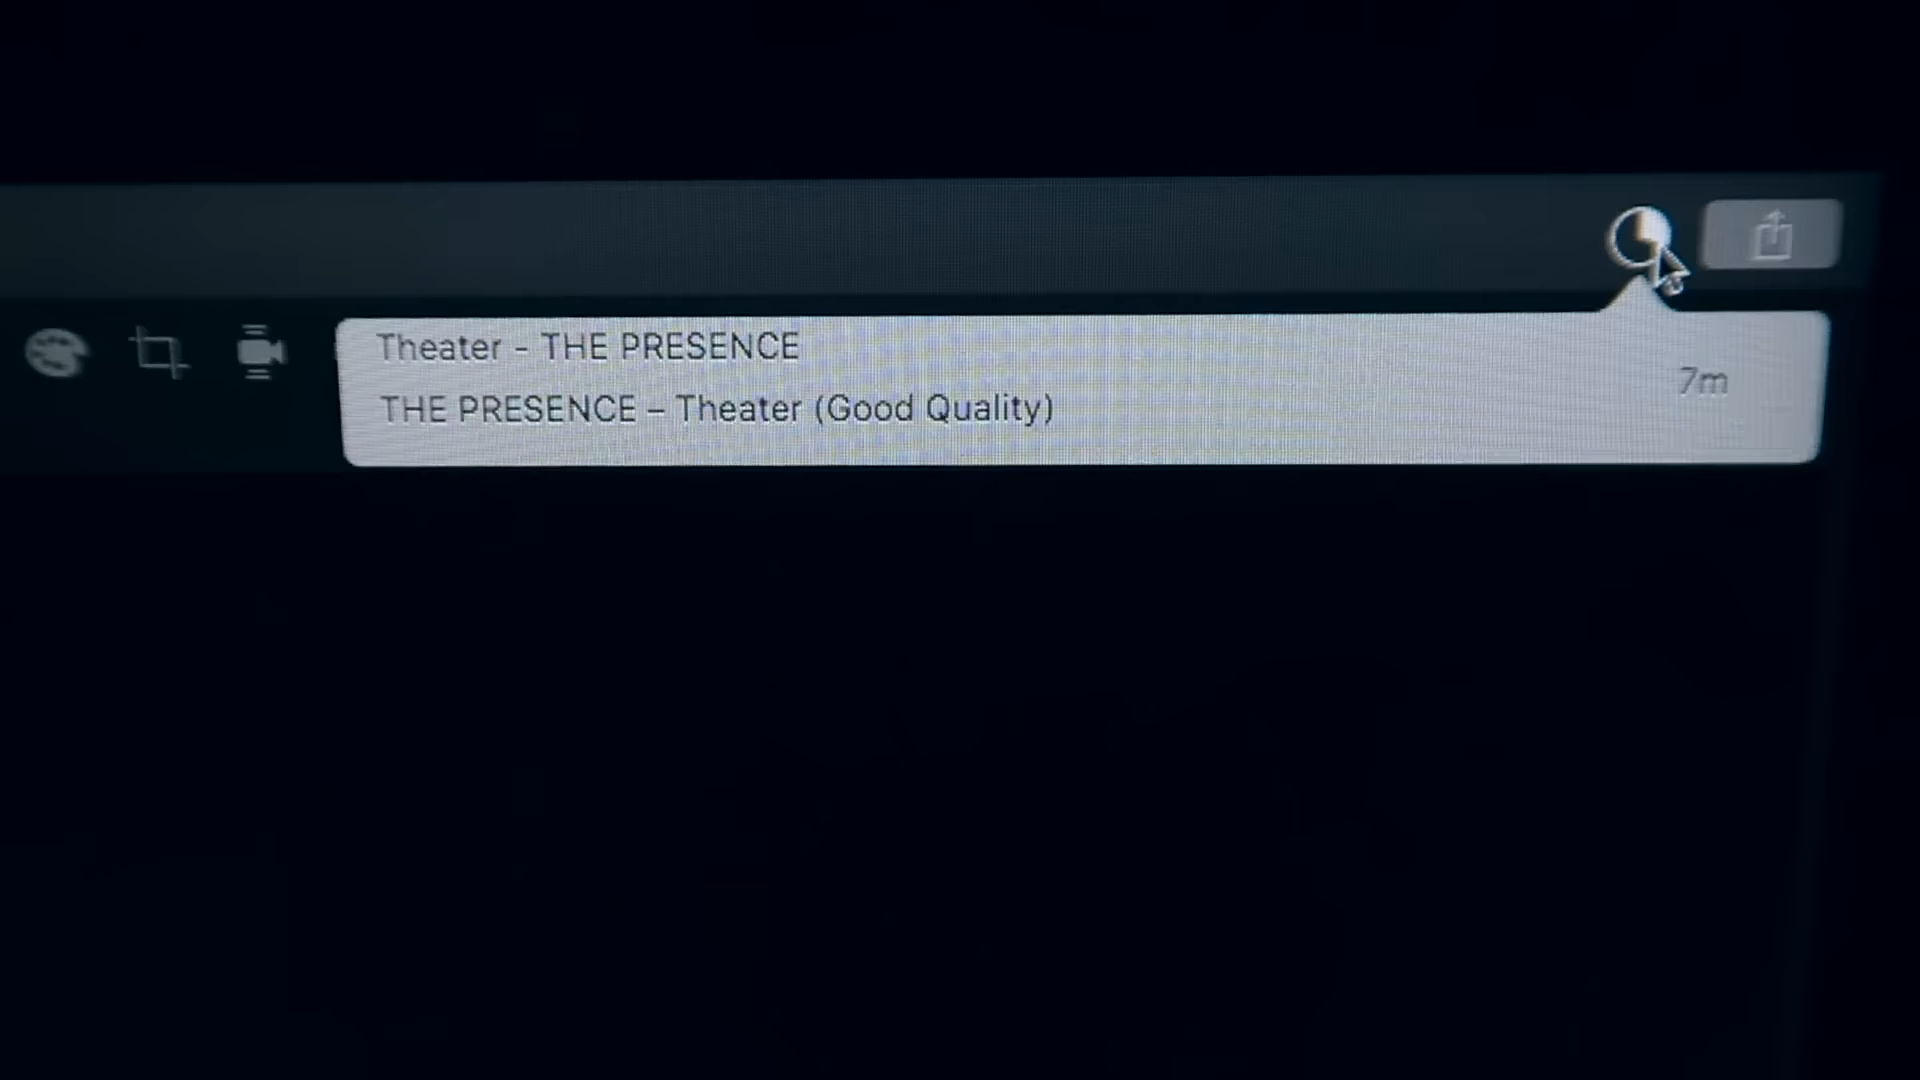 Theater - THE PRESENCE
THE PRESENCE – Theater (Good Quality)
7m